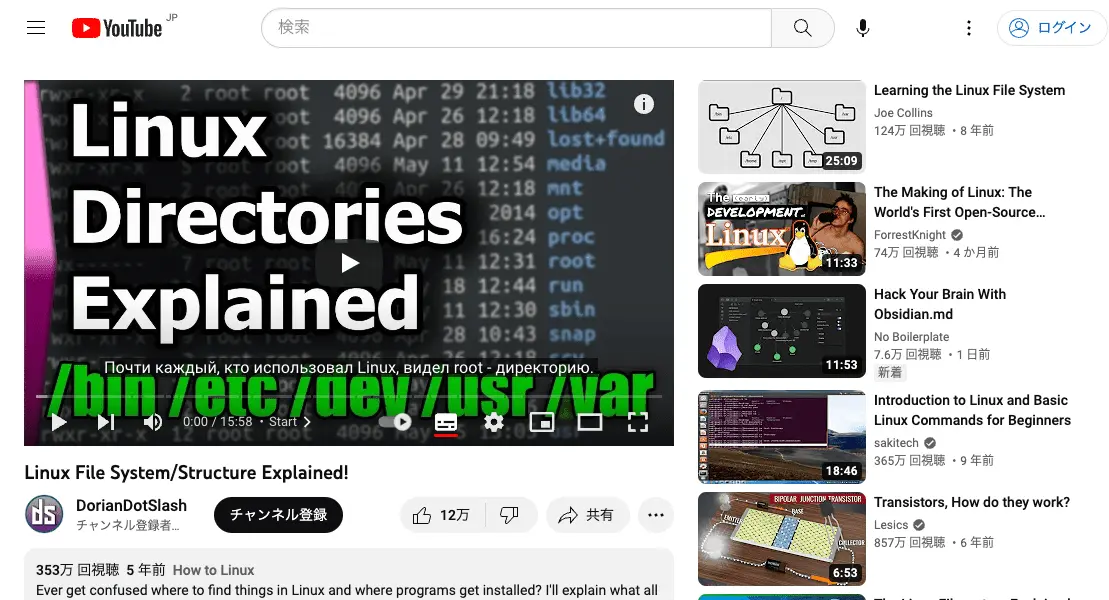 YouTube JP
検索
ログイン
rwxr-xr-x 2 root root 4096 Apr 29 21:18 lib32
4096 Apr 26 12:18 lib64
16384 Apr 28 09:49 lost+found
4096 May 11 12:54 media
Apr 26 12:18 mnt
2014 opt
16:24 proc
11 12:31 root
18 12:44 run
11 12:30 sbin
28 10:43 snap
Linux
Directories
Explained
/bin /etc /dev /usr /var
Почти каждый, кто использовал Linux, видел root - директорию.
0:00 / 15:58 • Start
Linux File System/Structure Explained!
ds
DorianDotSlash
チャンネル登録者…
チャンネル登録
12万
共有
353万 回視聴 5 年前 How to Linux
Ever get confused where to find things in Linux and where programs get installed? I'll explain what all
25:09
Learning the Linux File System
Joe Collins
124万 回視聴 • 8 年前
The
DEVELOPMENT..
Linux
11:33
The Making of Linux: The
World's First Open-Source…
ForrestKnight
74万 回視聴 • 4 か月前
11:53
Hack Your Brain With
Obsidian.md
No Boilerplate
7.6万 回視聴 • 1 日前
新着
18:46
Introduction to Linux and Basic
Linux Commands for Beginners
sakitech
365万 回視聴 • 9 年前
BIPOLAR JUNCTION TRANSISTOR
BASE
EMITTER
COLLECTOR
6:53
Transistors, How do they work?
Lesics
857万 回視聴 • 6 年前